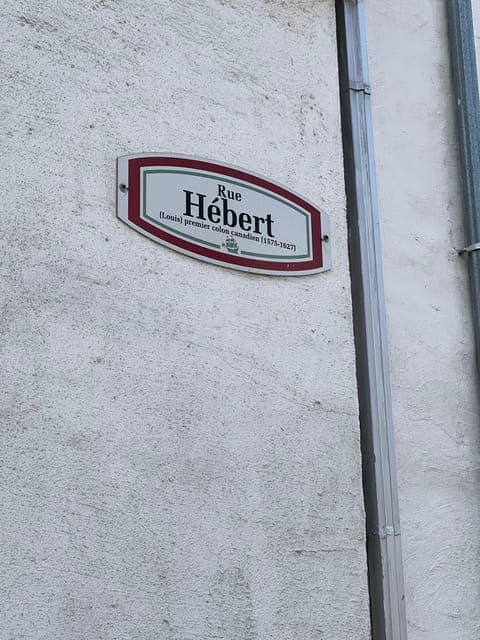 Rue
Hébert
(Louis) premier colon canadien (1575-1627)